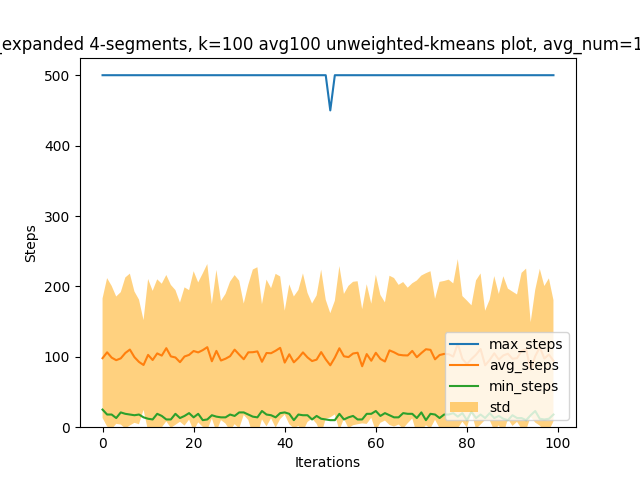 _expanded 4-segments, k=100 avg100 unweighted-kmeans plot, avg_num=1
500
400
300
200
100
0
Steps
0 20 40 60 80 100
Iterations
max_steps
avg_steps
min_steps
std